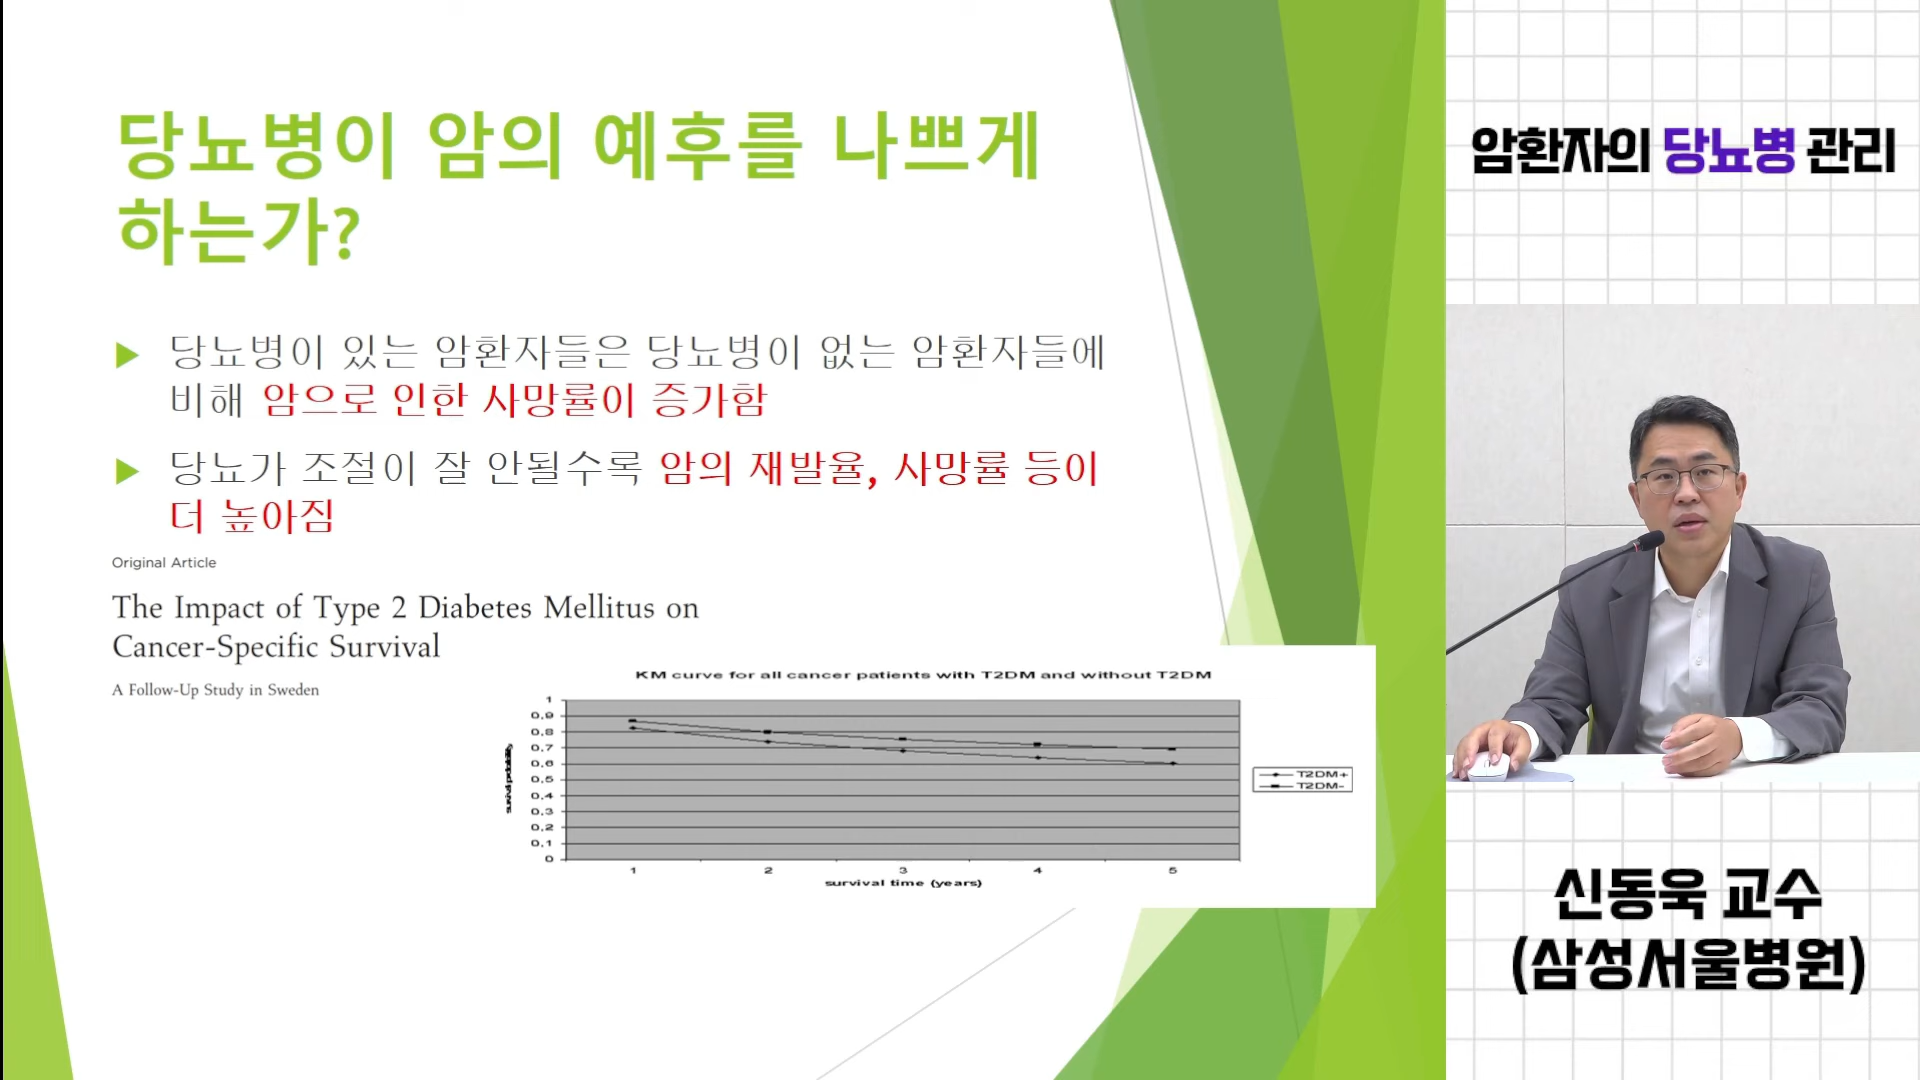 당뇨병이 암의 예후를 나쁘게
하는가?
당뇨병이 있는 암환자들은 당뇨병이 없는 암환자들에
비해 암으로 인한 사망률이 증가함
당뇨가 조절이 잘 안될수록 암의 재발율, 사망률 등이
더 높아짐
Original Article
The Impact of Type 2 Diabetes Mellitus on
Cancer-Specific Survival
A Follow-Up Study in Sweden
KM curve for all cancer patients with T2DM and without T2DM
1
0,9
0,8
0,7
0,6
0,5
0,4
0,3
0,2
0,1
0
1 2 3 4 5
survival time (years)
T2DM+
T2DM-
암환자의 당뇨병 관리
신동욱 교수
(삼성서울병원)